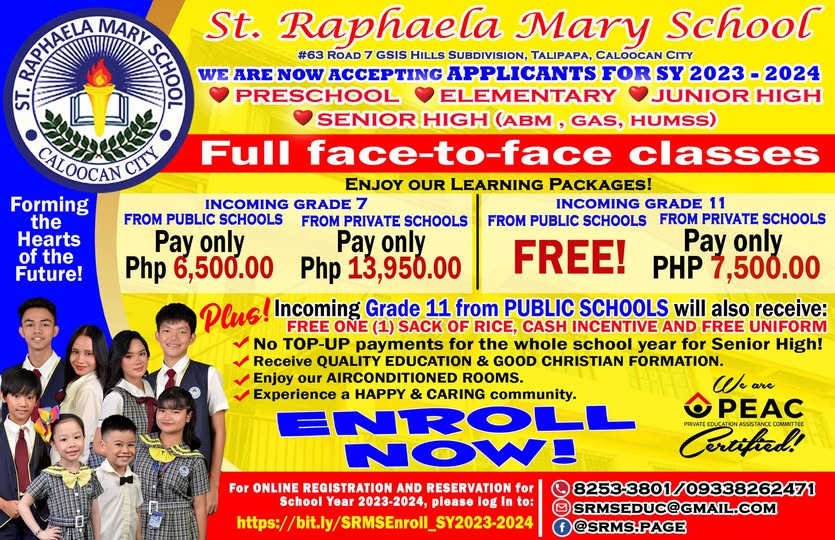 ST. RAPHAELA MARY SCHOOL
CALOOCAN CITY
St. Raphaela Mary School
#63 Road 7 GSIS Hills Subdivision, Talipapa, Caloocan City
WE ARE NOW ACCEPTING APPLICANTS FOR SY 2023 - 2024
PRESCHOOL ELEMENTARY JUNIOR HIGH
SENIOR HIGH (ABM , GAS, HUMSS)
Full face-to-face classes
Forming
the
Hearts
of the
Future!
Enjoy our Learning Packages!
INCOMING GRADE 7
FROM PUBLIC SCHOOLS
Pay only
Php 6,500.00
FROM PRIVATE SCHOOLS
Pay only
Php 13,950.00
INCOMING GRADE 11
FROM PUBLIC SCHOOLS
FREE!
FROM PRIVATE SCHOOLS
Pay only
PHP 7,500.00
Plus! Incoming Grade 11 from PUBLIC SCHOOLS will also receive:
FREE ONE (1) SACK OF RICE, CASH INCENTIVE AND FREE UNIFORM
No TOP-UP payments for the whole school year for Senior High!
Receive QUALITY EDUCATION & GOOD CHRISTIAN FORMATION.
Enjoy our AIRCONDITIONED ROOMS.
Experience a HAPPY & CARING community.
ENROLL
NOW!
We are
PEAC
PRIVATE EDUCATION ASSISTANCE COMMITTEE
Certified!
For ONLINE REGISTRATION AND RESERVATION for
School Year 2023-2024, please log in to:
https://bit.ly/SRMSEnroll_SY2023-2024
8253-3801/09338262471
SRMSEDUC@GMAIL.COM
@SRMS.PAGE